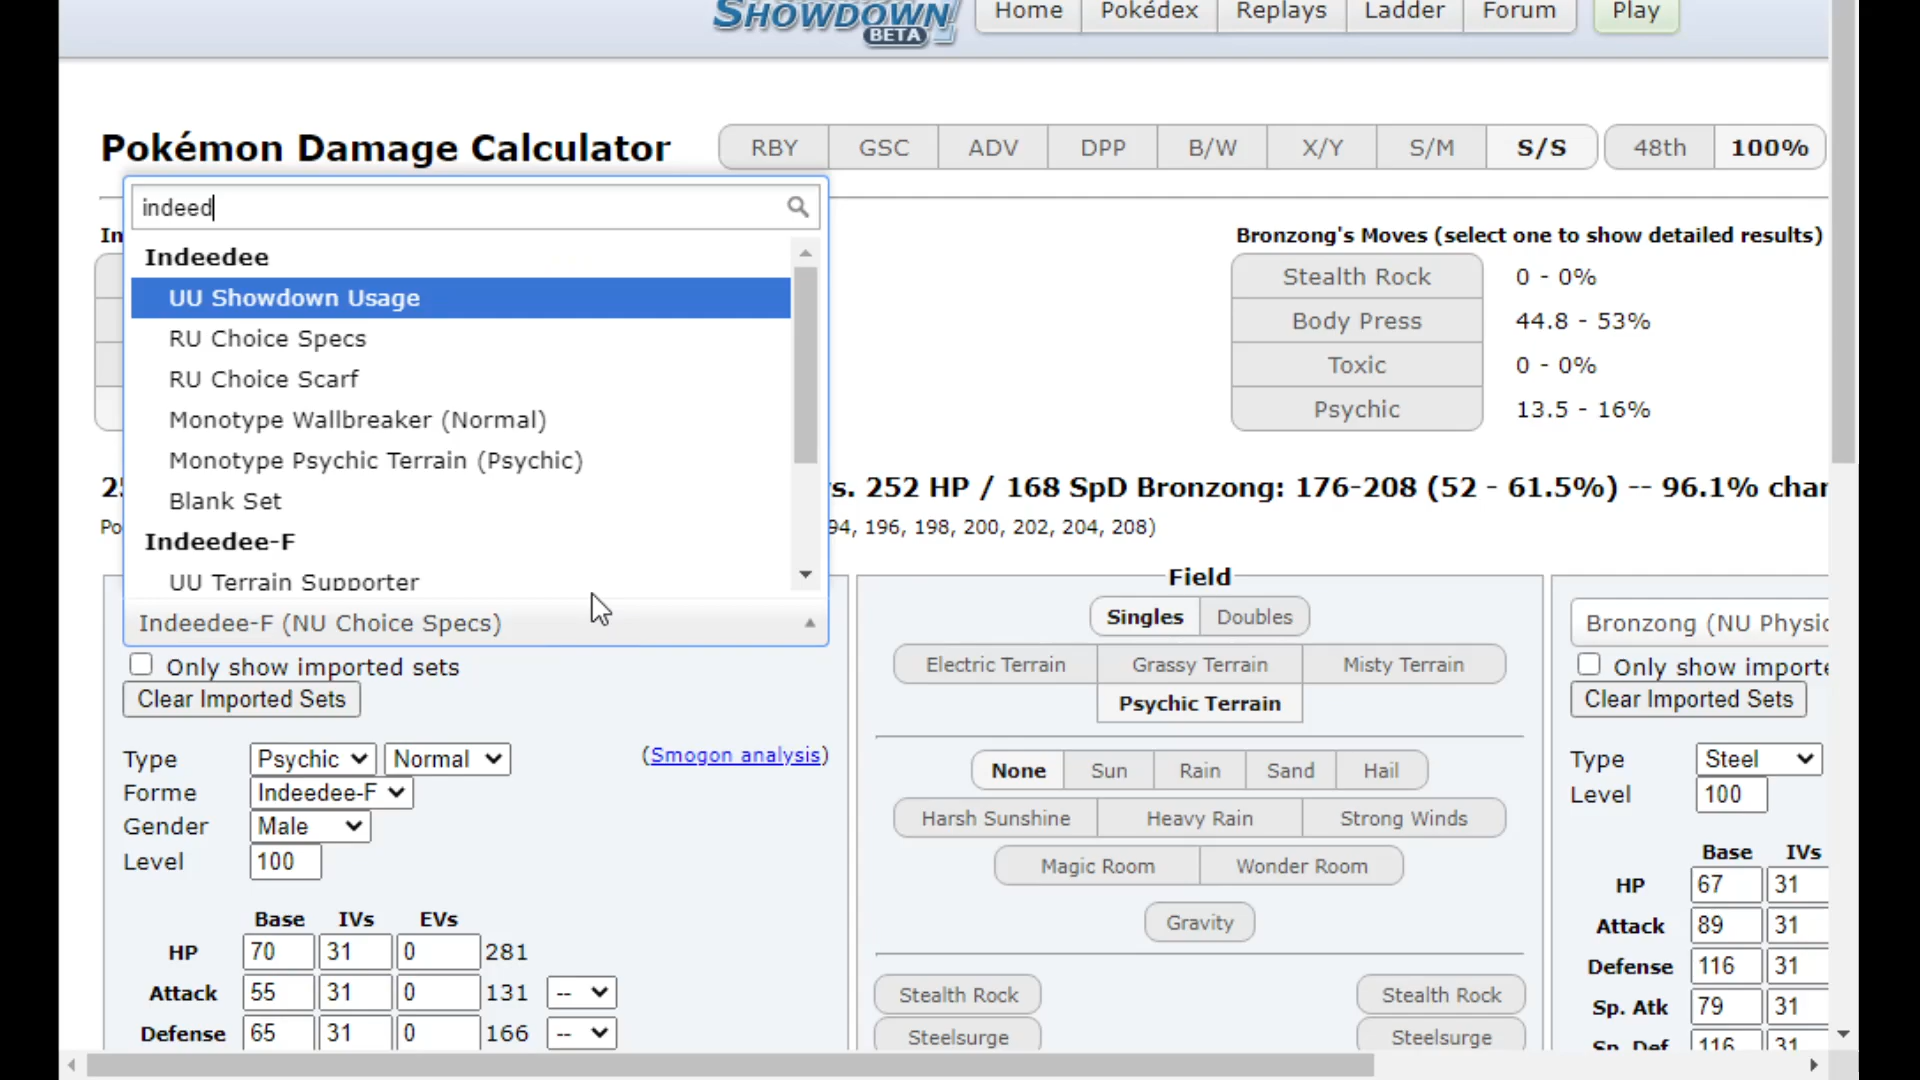 SHOWDOWN
BETA
Home
Pokédex
Replays
Ladder
Forum
Play
Pokémon Damage Calculator
RBY
GSC
ADV
DPP
B/W
X/Y
S/M
S/S
48th
100%
indeed
Indeedee
UU Showdown Usage
RU Choice Specs
RU Choice Scarf
Monotype Wallbreaker (Normal)
Monotype Psychic Terrain (Psychic)
Blank Set
Indeedee-F
UU Terrain Supporter
Indeedee-F (NU Choice Specs)
In
Bronzong's Moves (select one to show detailed results)
Stealth Rock 0 - 0%
Body Press 44.8 - 53%
Toxic 0 - 0%
Psychic 13.5 - 16%
s. 252 HP / 168 SpD Bronzong: 176-208 (52 - 61.5%) -- 96.1% chan
Po
94, 196, 198, 200, 202, 204, 208)
Only show imported sets
Clear Imported Sets
Type Psychic Normal (Smogon analysis)
Forme Indeedee-F
Gender Male
Level 100
Base IVs EVs
HP 70 31 0 281
Attack 55 31 0 131 --
Defense 65 31 0 166 --
Field
Singles Doubles
Electric Terrain Grassy Terrain Misty Terrain
Psychic Terrain
None Sun Rain Sand Hail
Harsh Sunshine Heavy Rain Strong Winds
Magic Room Wonder Room
Gravity
Stealth Rock Stealth Rock
Steelsurge Steelsurge
Bronzong (NU Physic
Only show importe
Clear Imported Sets
Type Steel
Level 100
Base IVs
HP 67 31
Attack 89 31
Defense 116 31
Sp. Atk 79 31
Sp. Def 116 31